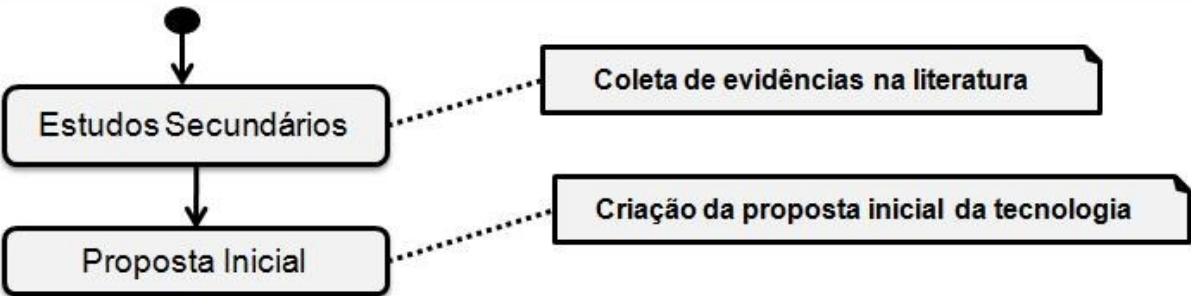 Estudos Secundários
Coleta de evidências na literatura
Proposta Inicial
Criação da proposta inicial da tecnologia